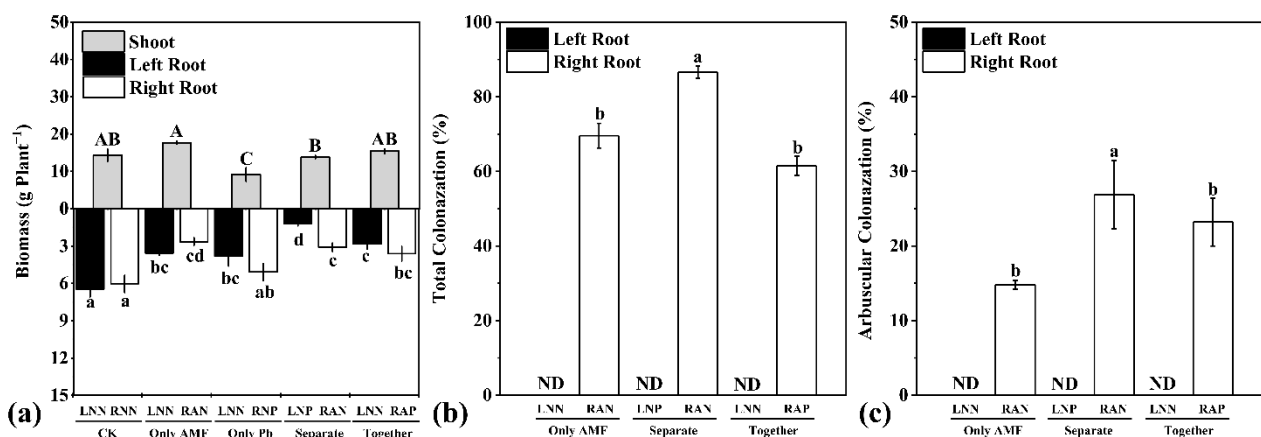 50
40
30
20
10
0
3
6
9
12
15
Biomass (g Plant⁻¹)
Shoot
Left Root
Right Root
AB
A
C
B
AB
a
a
bc
cd
bc
ab
d
c
c
bc
(a)
LNN RNN LNN RAN LNN RNP LNP RAN LNN RAP
CK Only AMF Only Ph Separate Together
100
80
60
40
20
0
Total Colonazation (%)
Left Root
Right Root
b
a
b
ND ND ND
(b)
LNN RAN LNP RAN LNN RAP
Only AMF Separate Together
50
40
30
20
10
0
Arbuscular Colonazation (%)
Left Root
Right Root
b
a
b
ND ND ND
(c)
LNN RAN LNP RAN LNN RAP
Only AMF Separate Together